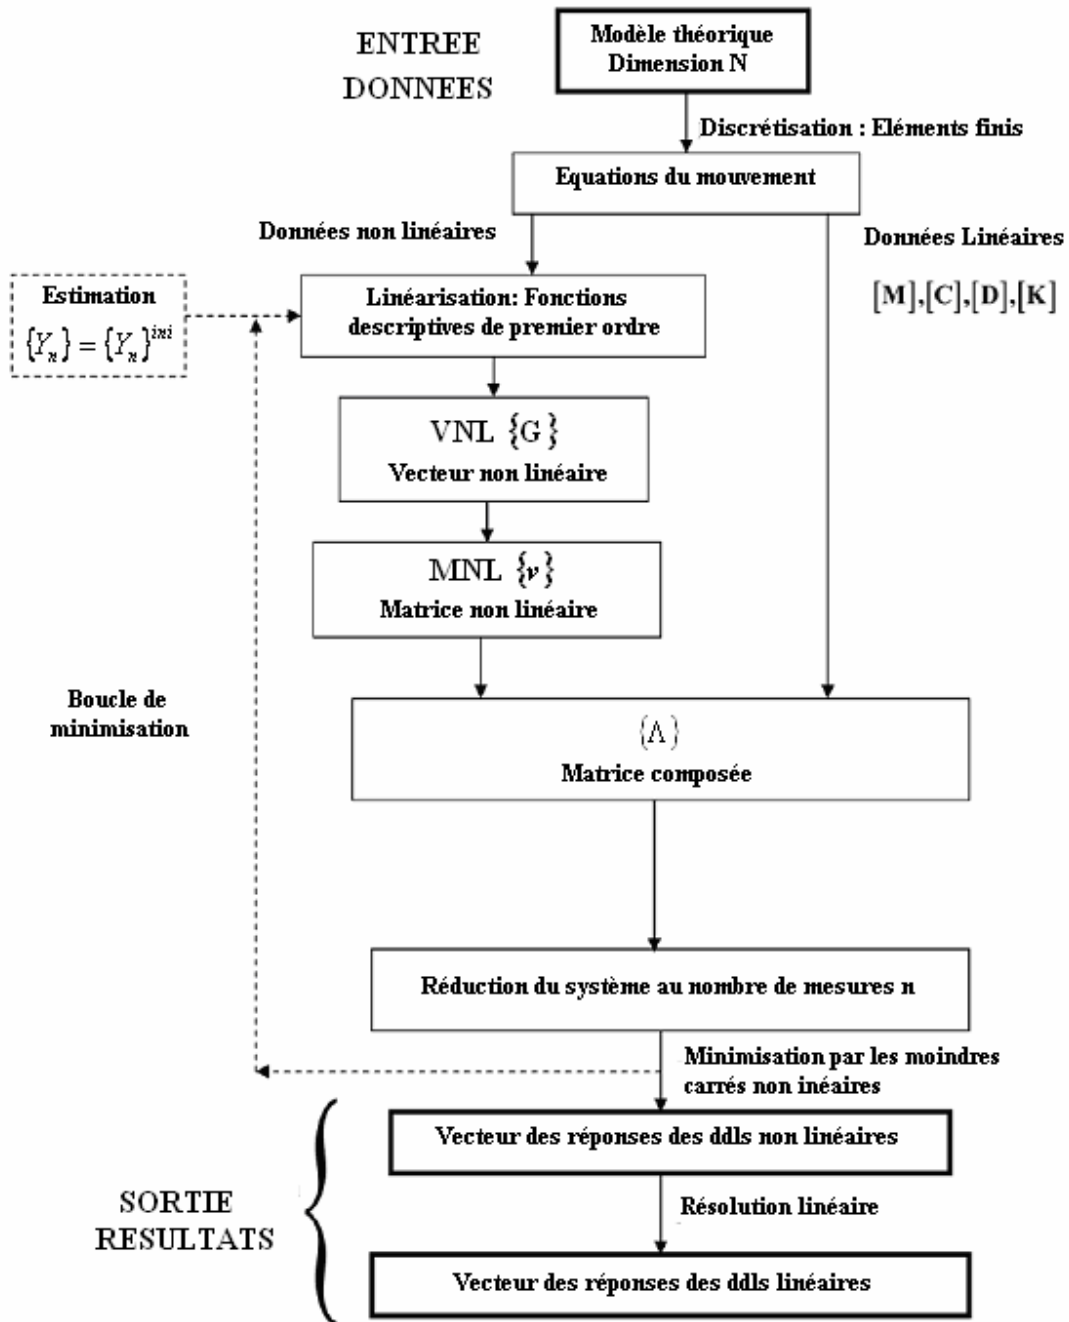 ENTREE
DONNEES
Modèle théorique
Dimension N
Discrétisation : Eléments finis
Equations du mouvement
Données non linéaires
Données Linéaires
[M],[C],[D],[K]
Estimation
{Y_n} = {Y_n}^{ini}
Linéarisation: Fonctions
descriptives de premier ordre
VNL {G}
Vecteur non linéaire
MNL {ν}
Matrice non linéaire
Boucle de
minimisation
{Λ}
Matrice composée
Réduction du système au nombre de mesures n
Minimisation par les moindres
carrés non inéaires
Vecteur des réponses des ddls non linéaires
SORTIE
RESULTATS
Résolution linéaire
Vecteur des réponses des ddls linéaires